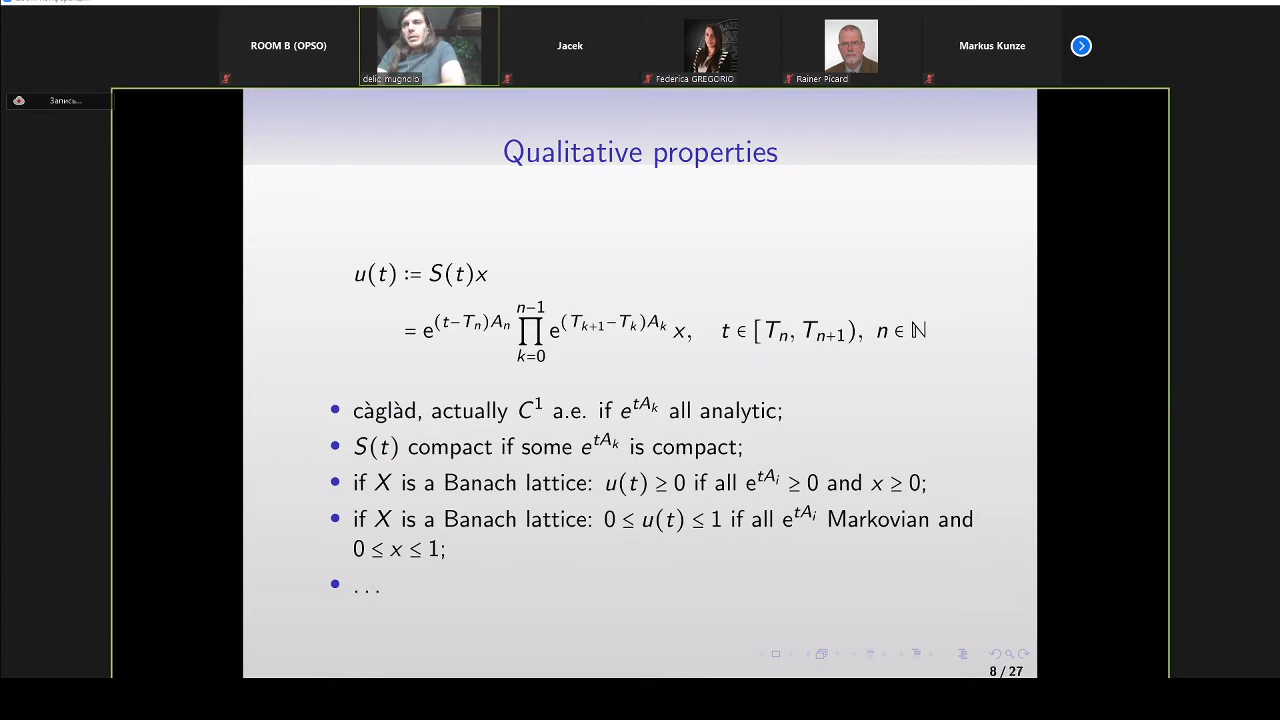 ROOM B (OPSO)
delio mugnolo
Jacek
Federica GREGORIO
Rainer Picard
Markus Kunze
Запись...
Qualitative properties
u(t) ∶= S(t)x
= e^{(t−T_n)A_n} ∏_{k=0}^{n−1} e^{(T_{k+1}−T_k)A_k} x, t ∈ [T_n, T_{n+1}), n ∈ ℕ
• càglàd, actually C^1 a.e. if e^{tA_k} all analytic;
• S(t) compact if some e^{tA_k} is compact;
• if X is a Banach lattice: u(t) ≥ 0 if all e^{tA_i} ≥ 0 and x ≥ 0;
• if X is a Banach lattice: 0 ≤ u(t) ≤ 1 if all e^{tA_i} Markovian and
0 ≤ x ≤ 1;
• ...
8 / 27